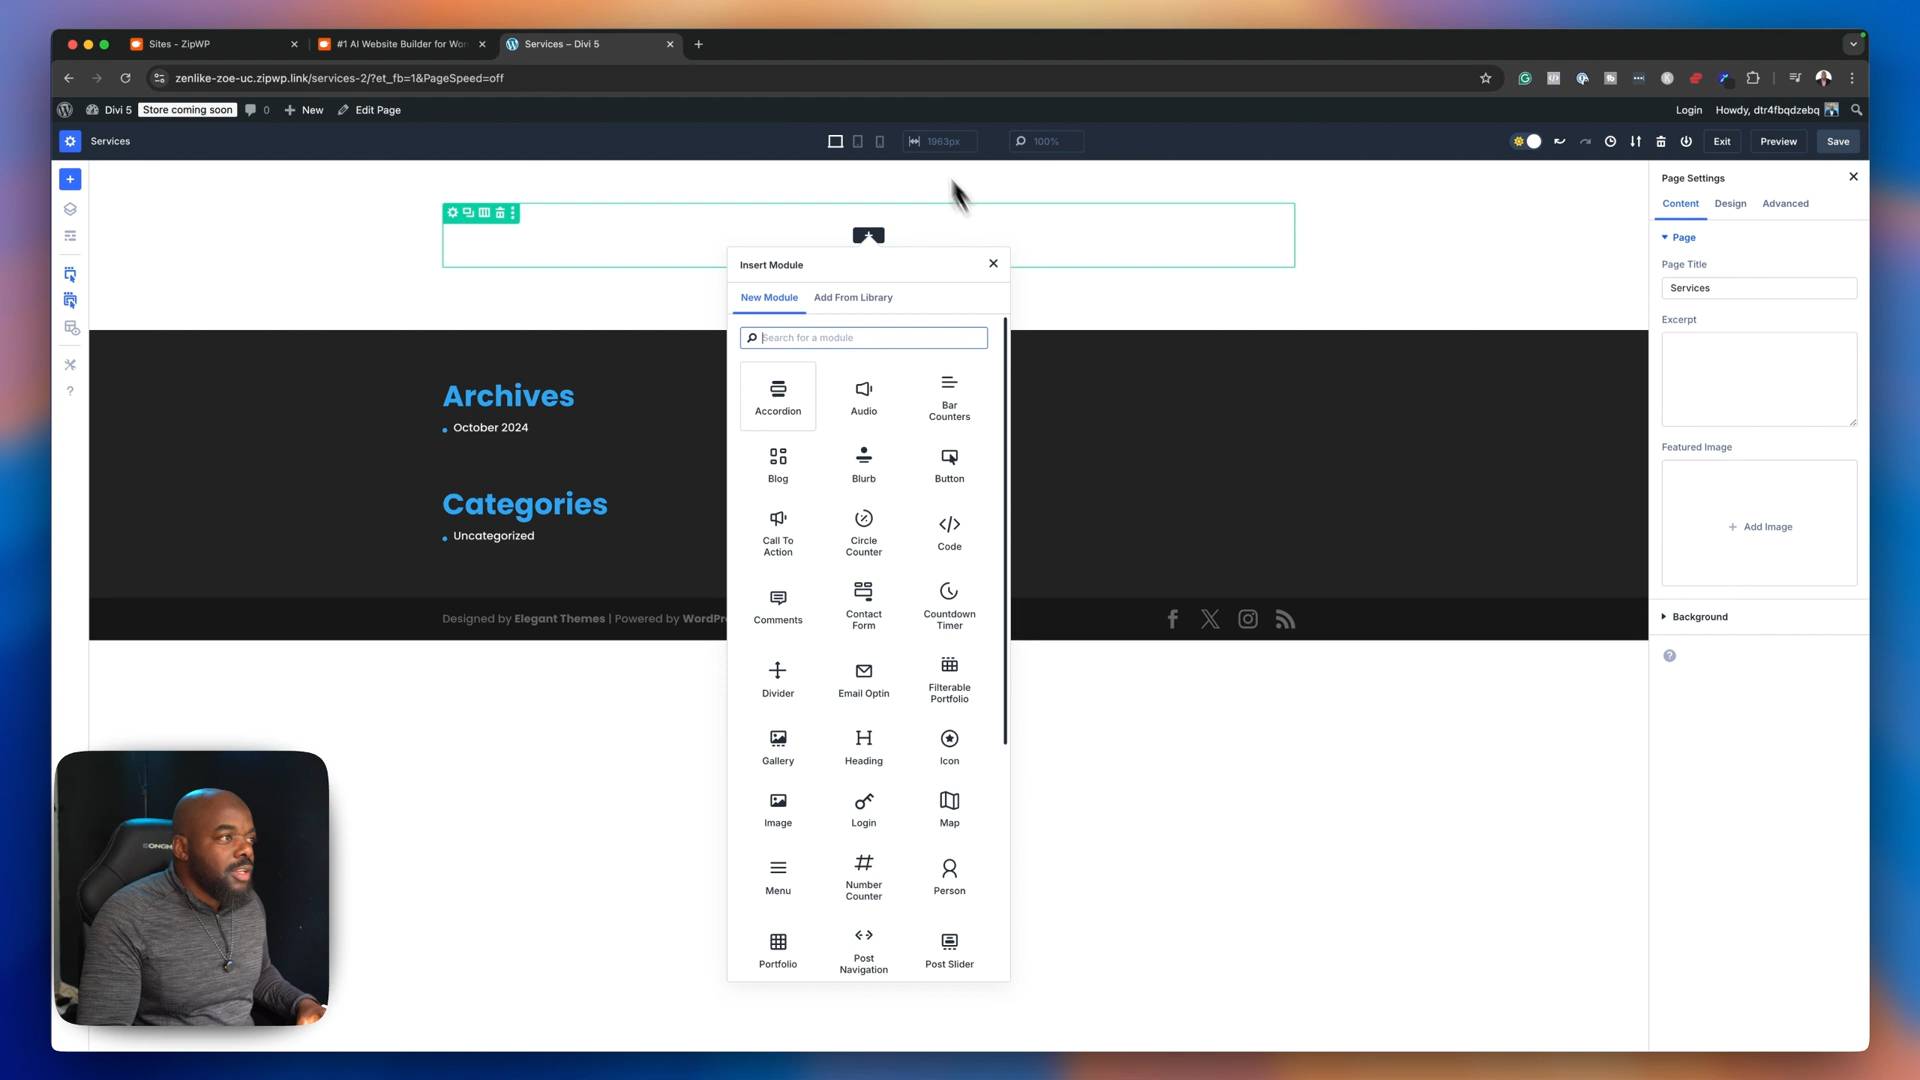 Sites - ZipWP
#1 AI Website Builder for Wor
Services – Divi 5
zenlike-zoe-uc.zipwp.link/services-2/?et_fb=1&PageSpeed=off
Divi 5
Store coming soon
0
New
Edit Page
Login
Howdy, dtr4fbqdzebq
Services
1963px
100%
Exit
Preview
Save
Page Settings
Content
Design
Advanced
Page
Page Title
Services
Excerpt
Featured Image
Add Image
Background
Insert Module
New Module
Add From Library
Search for a module
Accordion
Audio
Bar
Counters
Blog
Blurb
Button
Call To
Action
Circle
Counter
Code
Comments
Contact
Form
Countdown
Timer
Divider
Email Optin
Filterable
Portfolio
Gallery
Heading
Icon
Image
Login
Map
Menu
Number
Counter
Person
Portfolio
Post
Navigation
Post Slider
Archives
October 2024
Categories
Uncategorized
Designed by Elegant Themes | Powered by WordPr